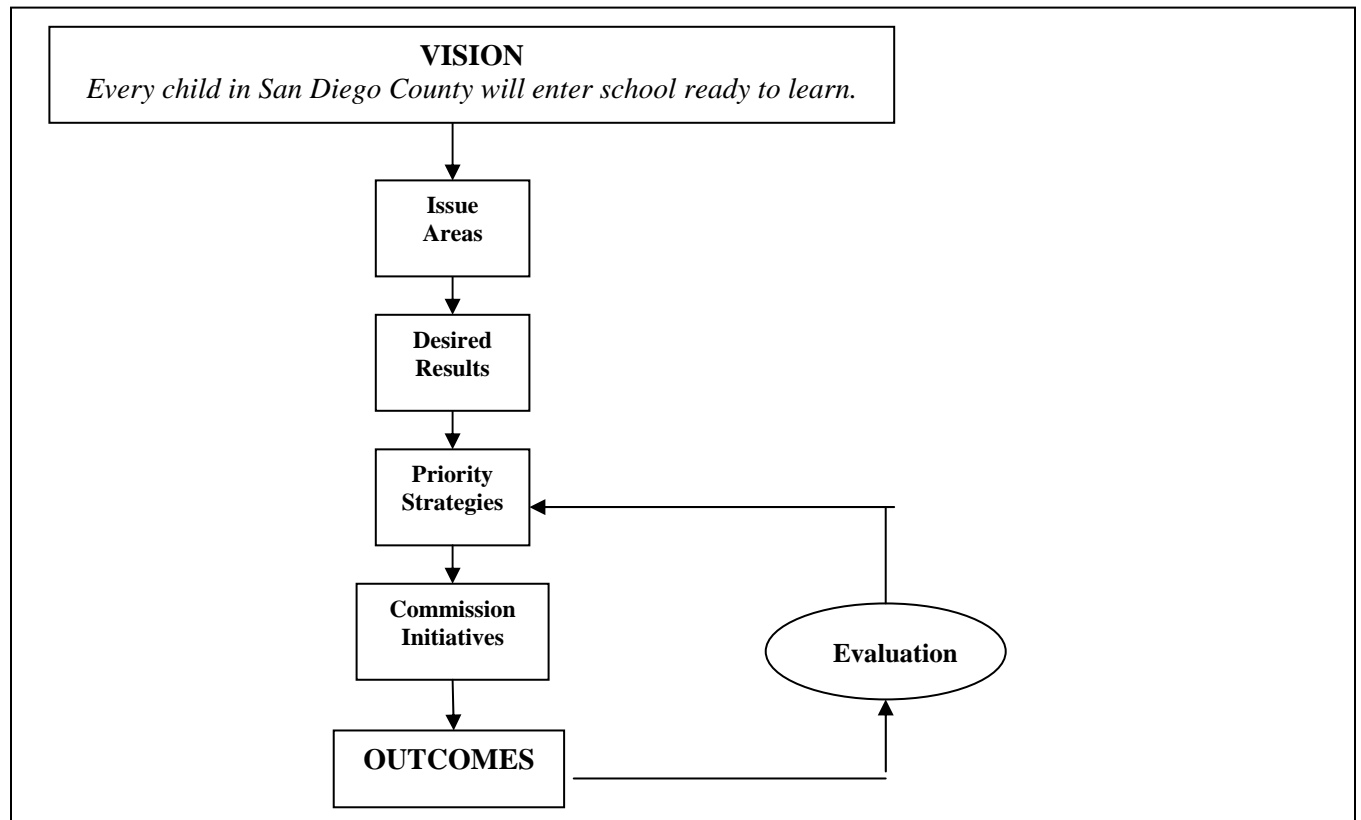 VISION
Every child in San Diego County will enter school ready to learn.
Issue
Areas
Desired
Results
Priority
Strategies
Commission
Initiatives
Evaluation
OUTCOMES